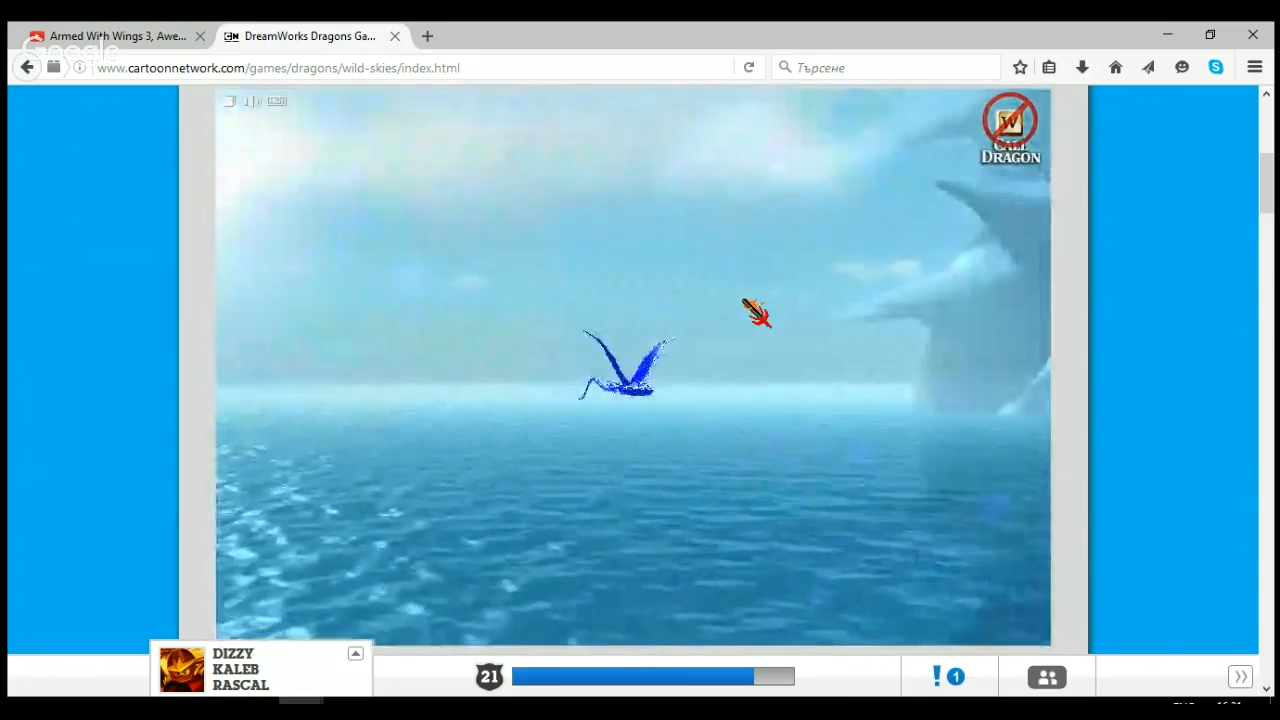 Armed With Wings 3, Awe...
DreamWorks Dragons Ga...
Google
www.cartoonnetwork.com/games/dragons/wild-skies/index.html
Търсене
W
CALL
DRAGON
DIZZY
KALEB
RASCAL
21
1